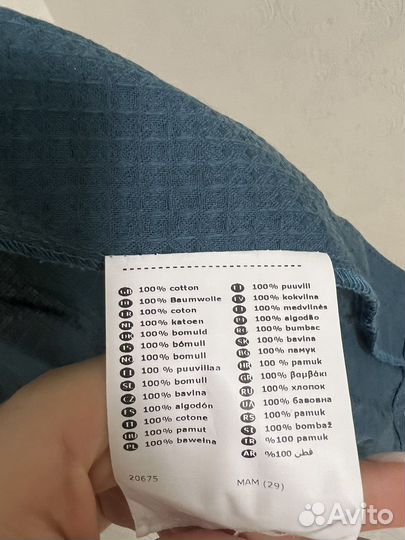 GB 100% cotton
DE 100% Baumwolle
FR 100% coton
NL 100% katoen
DK 100% bomuld
IS 100% bómull
NO 100% bomull
FI 100% puuvillaa
100% bomull
CZ 100% bavlna
ES 100% algodón
IT 100% cotone
HU 100% pamut
PL 100% bawełna
100% puuvill
LV 100% kokvilna
LT 100% medvilnės
PT 100% algodão
RO 100% bumbac
SK 100% bavlna
BG 100% памук
HR 100 % pamuk
GR 100% βαμβάκι
RU 100% хлопок
UA 100% бавовна
RS 100% pamuk
100% bombaž
TR %100 pamuk
AR %100 قطن
20675
MAM (29)
Avito